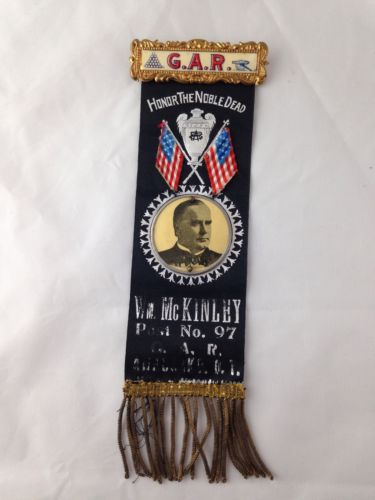 G.A.R.
HONOR THE NOBLE DEAD
WM. MCKINLEY
Post No. 97
G. A. R.
O. T.